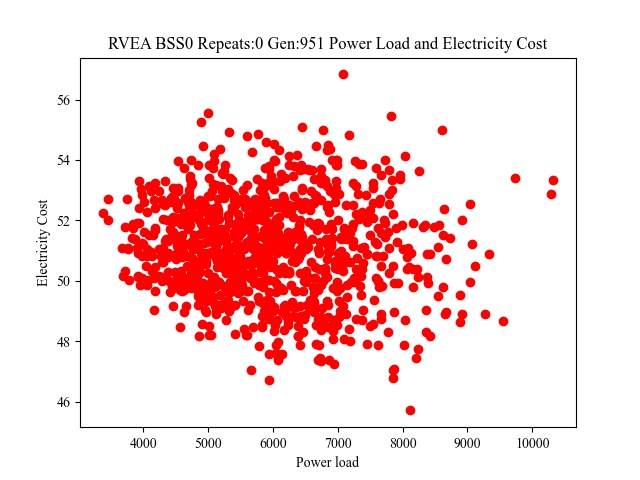 RVEA BSS0 Repeats:0 Gen:951 Power Load and Electricity Cost
Electricity Cost
56
54
52
50
48
46
4000 5000 6000 7000 8000 9000 10000
Power load